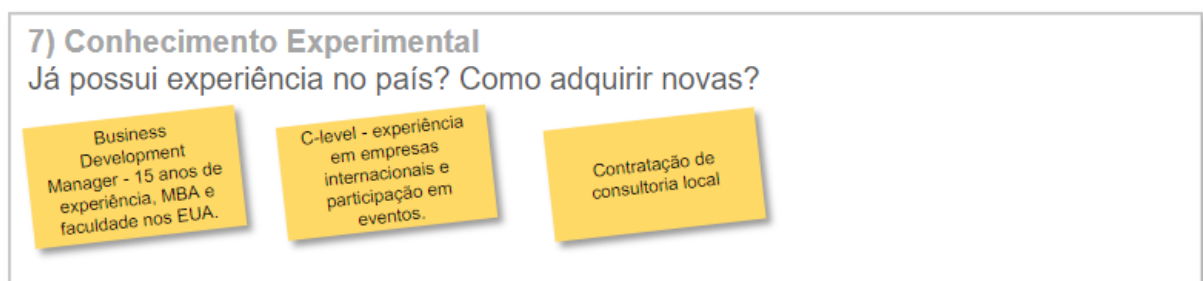 7) Conhecimento Experimental
Já possui experiência no país? Como adquirir novas?
Business
Development
Manager - 15 anos de
experiência, MBA e
faculdade nos EUA.
C-level - experiência
em empresas
internacionais e
participação em
eventos.
Contratação de
consultoria local